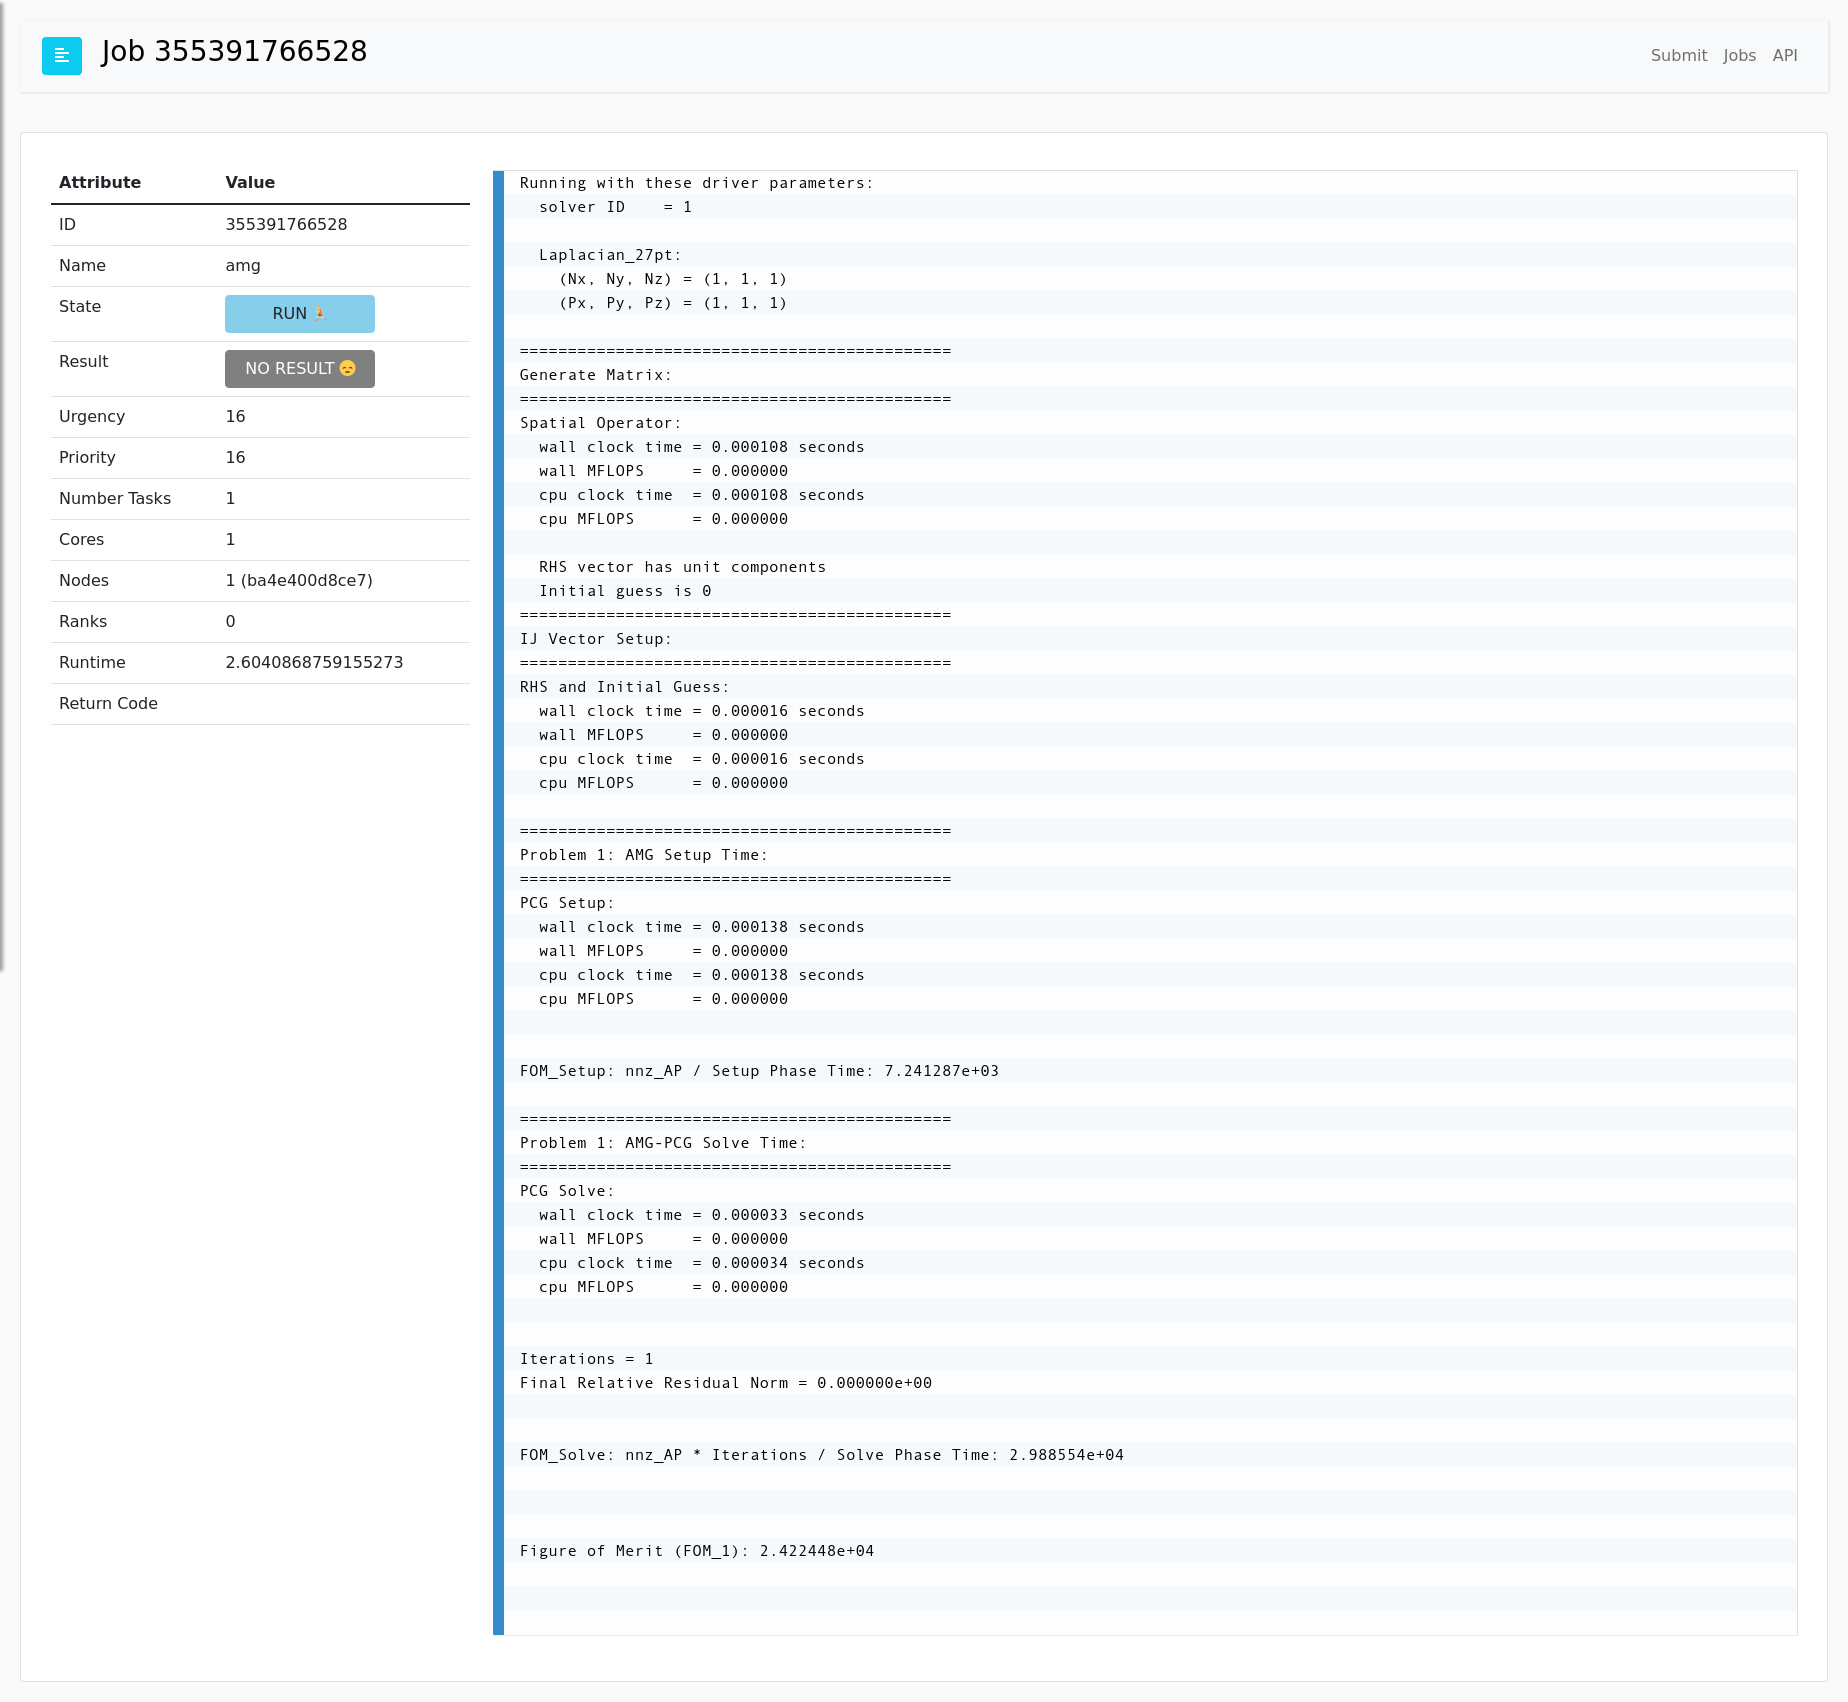 Job 355391766528
Submit Jobs API
Attribute Value
ID 355391766528
Name amg
State RUN
Result NO RESULT 😞
Urgency 16
Priority 16
Number Tasks 1
Cores 1
Nodes 1 (ba4e400d8ce7)
Ranks 0
Runtime 2.6040868759155273
Return Code
Running with these driver parameters:
  solver ID    = 1

  Laplacian_27pt:
    (Nx, Ny, Nz) = (1, 1, 1)
    (Px, Py, Pz) = (1, 1, 1)

=============================================
Generate Matrix:
=============================================
Spatial Operator:
  wall clock time = 0.000108 seconds
  wall MFLOPS     = 0.000000
  cpu clock time  = 0.000108 seconds
  cpu MFLOPS      = 0.000000

  RHS vector has unit components
  Initial guess is 0
=============================================
IJ Vector Setup:
=============================================
RHS and Initial Guess:
  wall clock time = 0.000016 seconds
  wall MFLOPS     = 0.000000
  cpu clock time  = 0.000016 seconds
  cpu MFLOPS      = 0.000000

=============================================
Problem 1: AMG Setup Time:
=============================================
PCG Setup:
  wall clock time = 0.000138 seconds
  wall MFLOPS     = 0.000000
  cpu clock time  = 0.000138 seconds
  cpu MFLOPS      = 0.000000

FOM_Setup: nnz_AP / Setup Phase Time: 7.241287e+03

=============================================
Problem 1: AMG-PCG Solve Time:
=============================================
PCG Solve:
  wall clock time = 0.000033 seconds
  wall MFLOPS     = 0.000000
  cpu clock time  = 0.000034 seconds
  cpu MFLOPS      = 0.000000

Iterations = 1
Final Relative Residual Norm = 0.000000e+00

FOM_Solve: nnz_AP * Iterations / Solve Phase Time: 2.988554e+04

Figure of Merit (FOM_1): 2.422448e+04